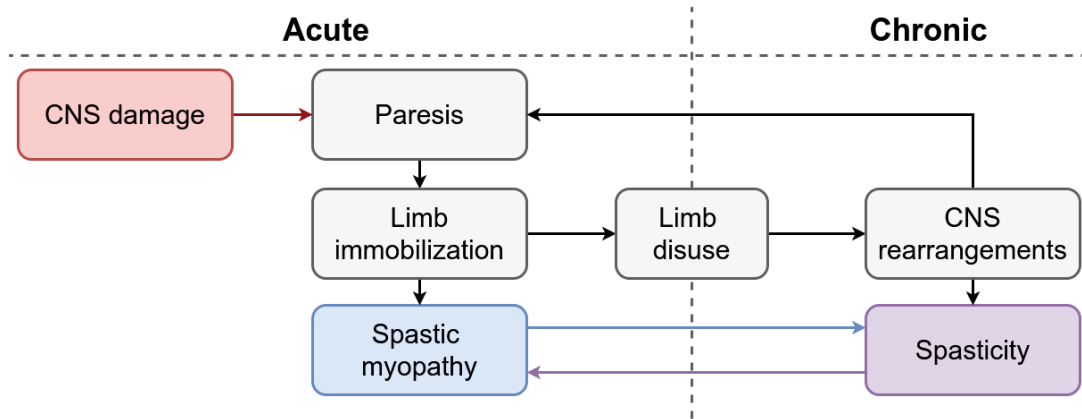 Acute
Chronic
CNS damage
Paresis
Limb
immobilization
Limb
disuse
CNS
rearrangements
Spastic
myopathy
Spasticity